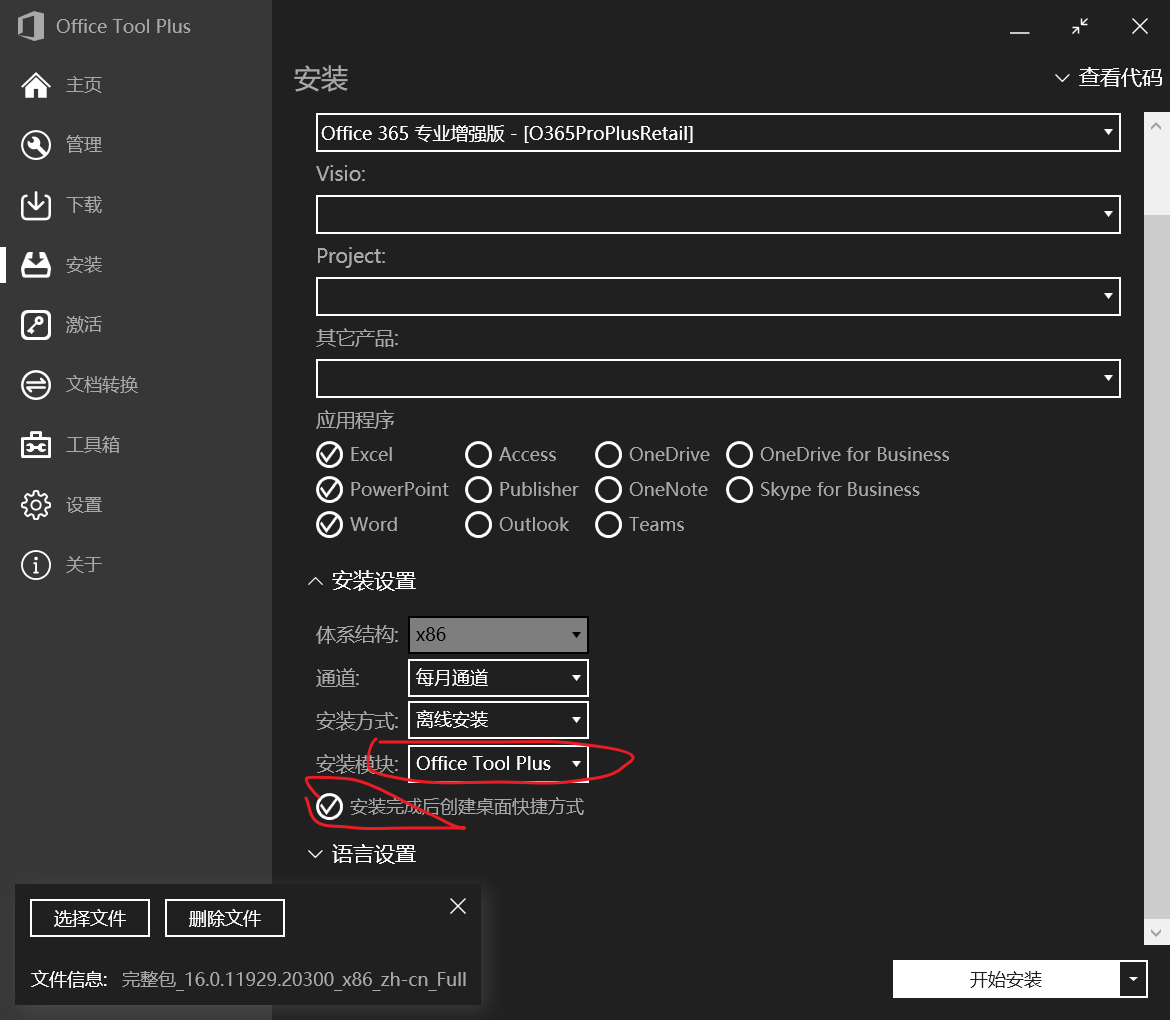 Office Tool Plus
主页
管理
下载
安装
激活
文档转换
工具箱
设置
关于
安装
查看代码
Office 365 专业增强版 - [O365ProPlusRetail]
Visio:
Project:
其它产品:
应用程序
Excel Access OneDrive OneDrive for Business
PowerPoint Publisher OneNote Skype for Business
Word Outlook Teams
安装设置
体系结构: x86
通道: 每月通道
安装方式: 离线安装
安装模块: Office Tool Plus
安装完成后创建桌面快捷方式
语言设置
选择文件 删除文件
文件信息: 完整包_16.0.11929.20300_x86_zh-cn_Full
开始安装